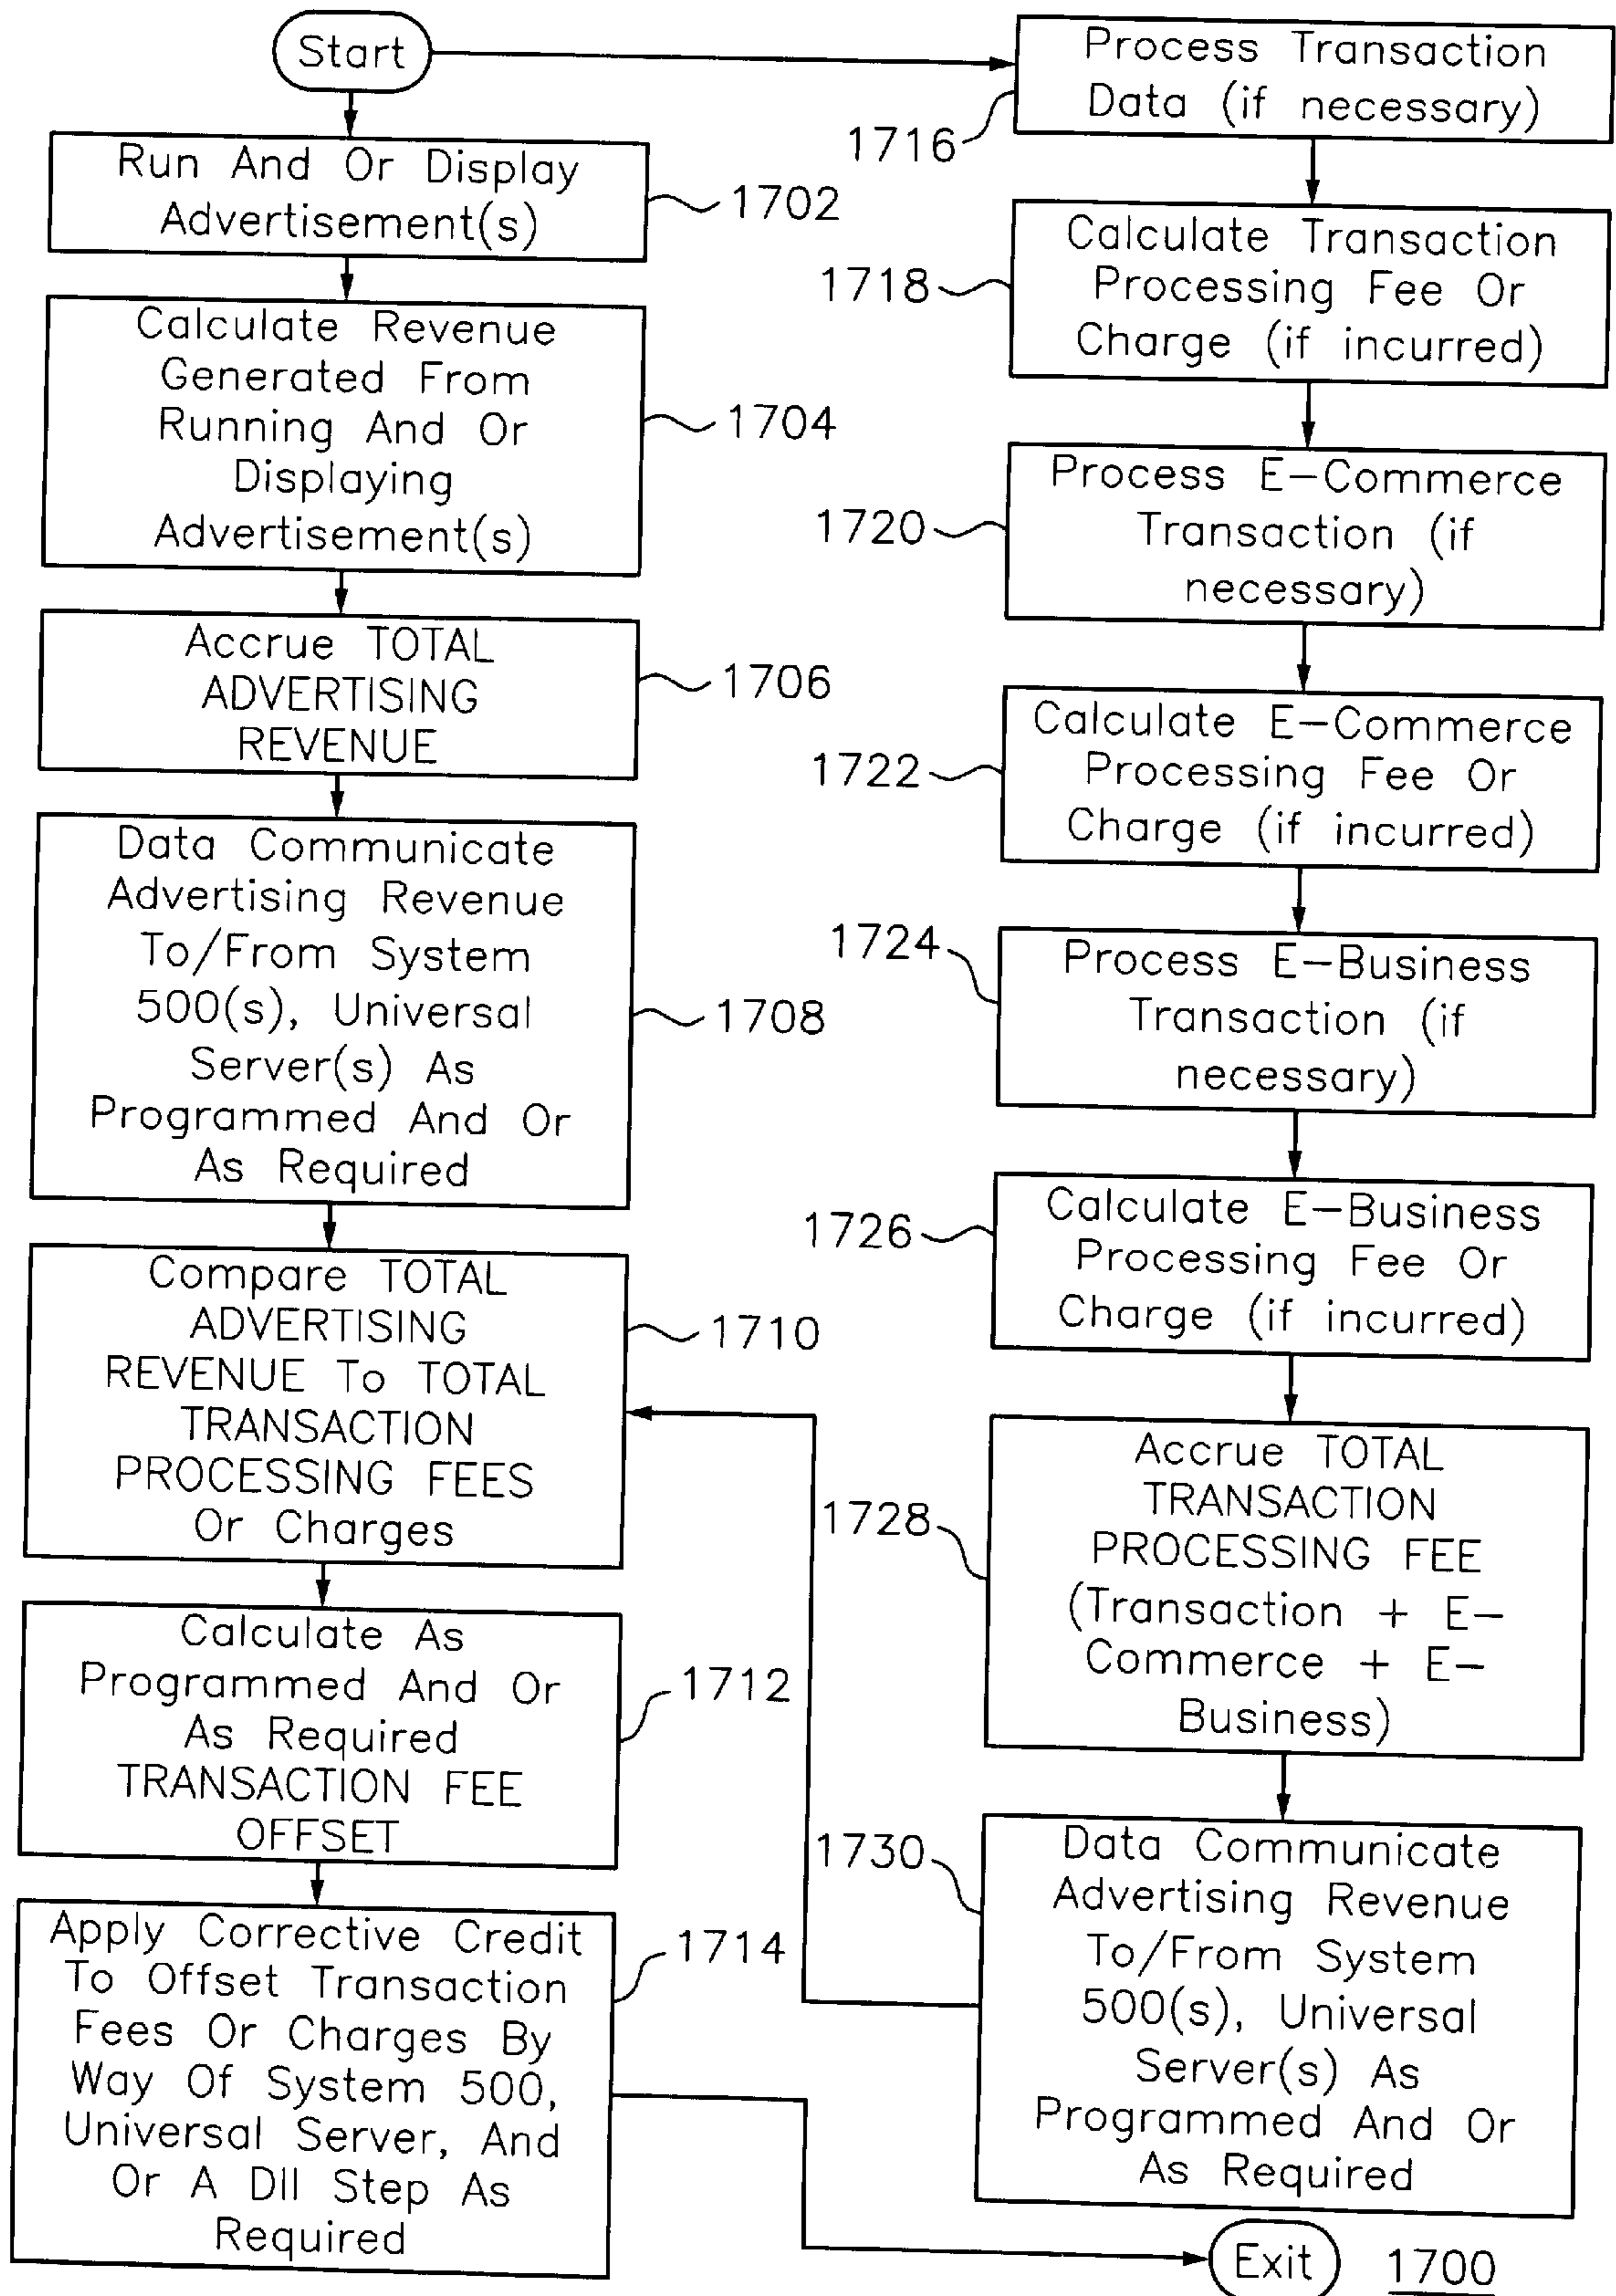 Start
Run And Or Display
Advertisement(s)
1702
Calculate Revenue
Generated From
Running And Or
Displaying
Advertisement(s)
1704
Accrue TOTAL
ADVERTISING
REVENUE
1706
Data Communicate
Advertising Revenue
To/From System
500(s), Universal
Server(s) As
Programmed And Or
As Required
1708
Compare TOTAL
ADVERTISING
REVENUE To TOTAL
TRANSACTION
PROCESSING FEES
Or Charges
1710
Calculate As
Programmed And Or
As Required
TRANSACTION FEE
OFFSET
1712
Apply Corrective Credit
To Offset Transaction
Fees Or Charges By
Way Of System 500,
Universal Server, And
Or A Dll Step As
Required
1714
Process Transaction
Data (if necessary)
1716
Calculate Transaction
Processing Fee Or
Charge (if incurred)
1718
Process E-Commerce
Transaction (if
necessary)
1720
Calculate E-Commerce
Processing Fee Or
Charge (if incurred)
1722
Process E-Business
Transaction (if
necessary)
1724
Calculate E-Business
Processing Fee Or
Charge (if incurred)
1726
Accrue TOTAL
TRANSACTION
PROCESSING FEE
(Transaction + E-
Commerce + E-
Business)
1728
Data Communicate
Advertising Revenue
To/From System
500(s), Universal
Server(s) As
Programmed And Or
As Required
1730
Exit
1700